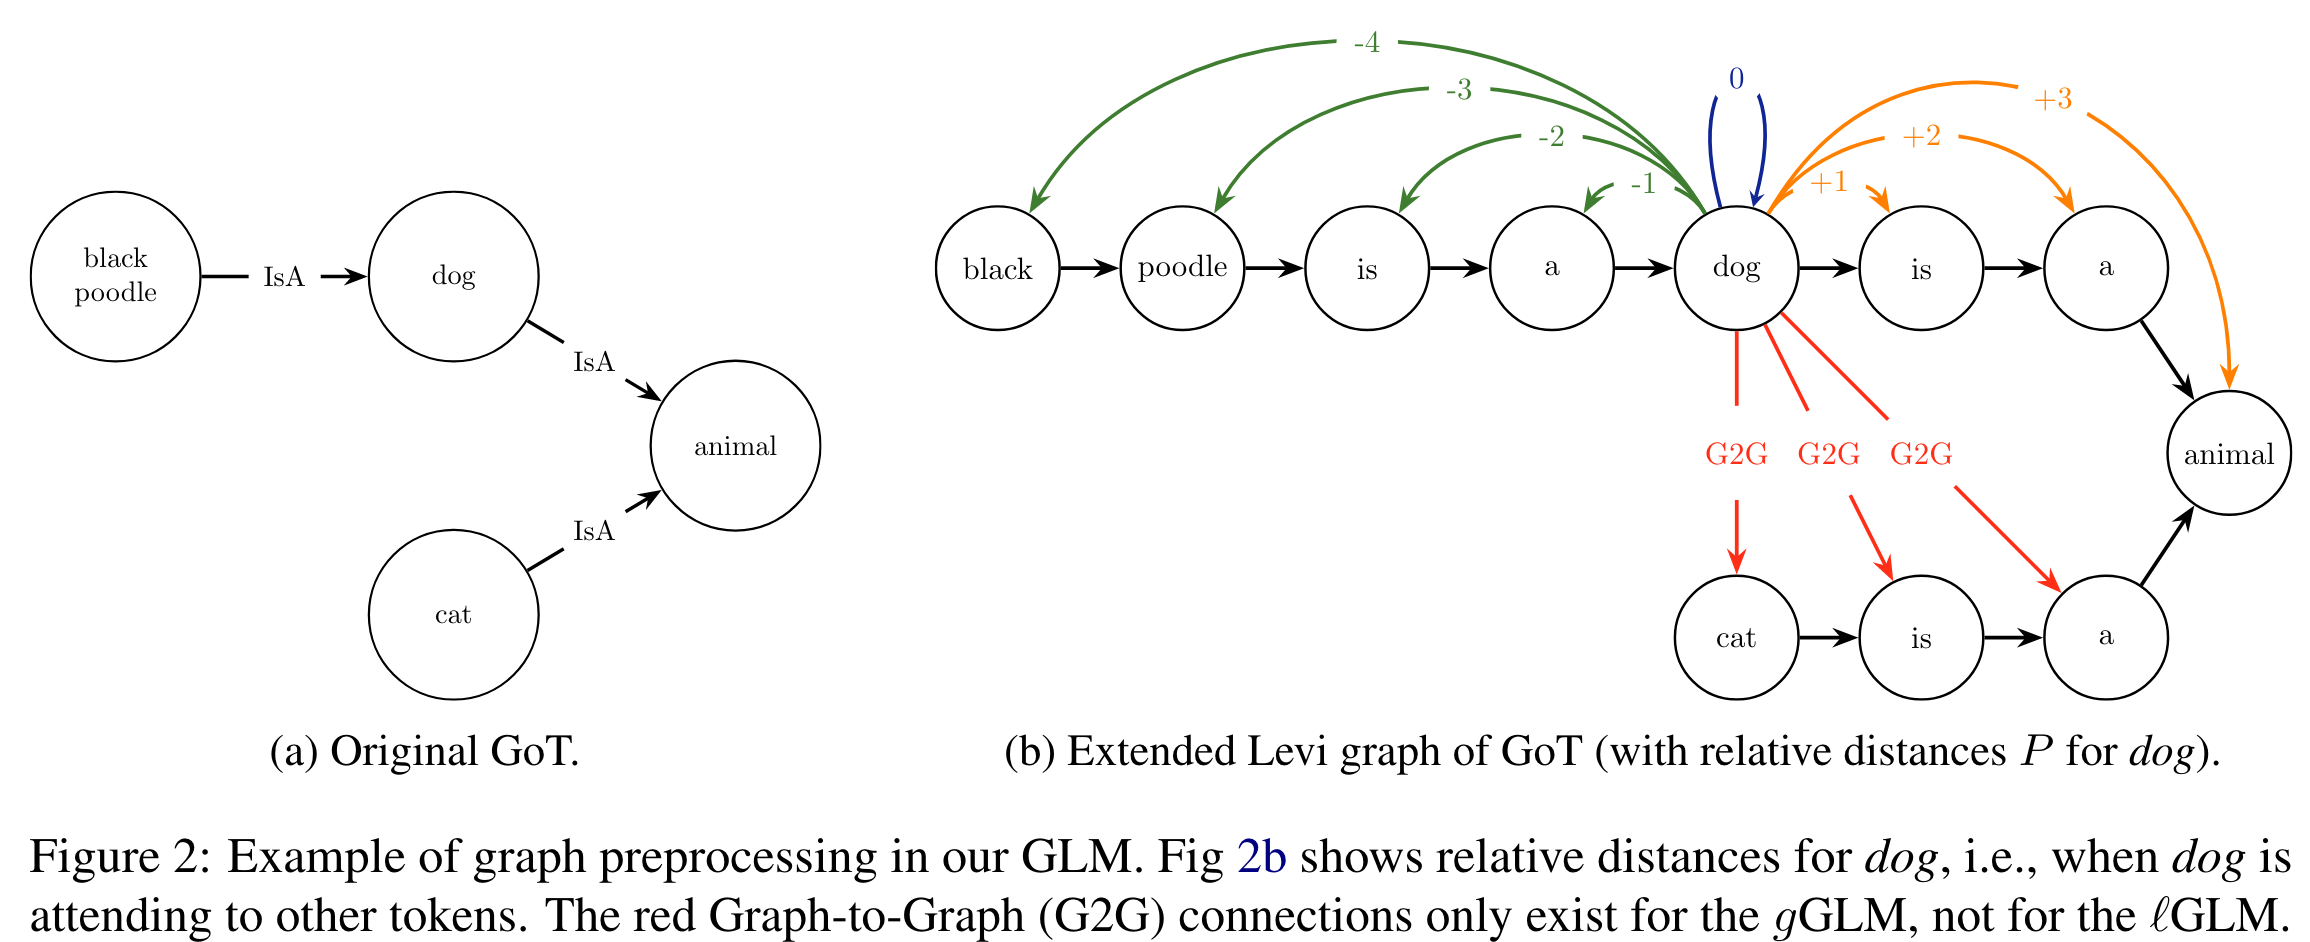 black
poodle
IsA
dog
IsA
animal
IsA
cat
(a) Original GoT.
-4
-3
-2
-1
0
+1
+2
+3
black
poodle
is
a
dog
is
a
animal
G2G
G2G
G2G
cat
is
a
(b) Extended Levi graph of GoT (with relative distances P for dog).
Figure 2: Example of graph preprocessing in our GLM. Fig 2b shows relative distances for dog, i.e., when dog is
attending to other tokens. The red Graph-to-Graph (G2G) connections only exist for the gGLM, not for the ℓGLM.